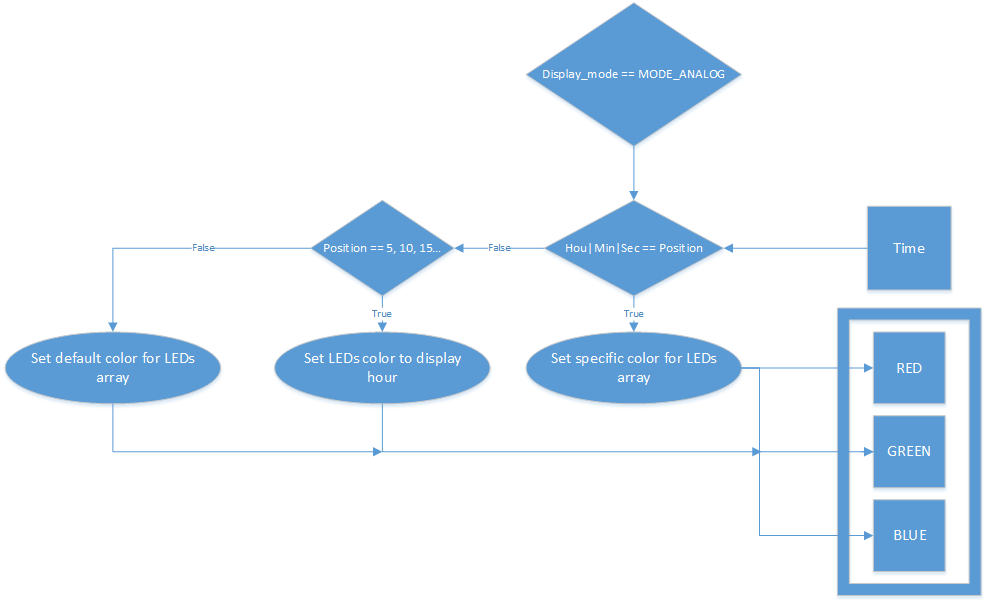 Display_mode == MODE_ANALOG
False
Position == 5, 10, 15...
False
Hou|Min|Sec == Position
Time
True
True
Set default color for LEDs
array
Set LEDs color to display
hour
Set specific color for LEDs
array
RED
GREEN
BLUE